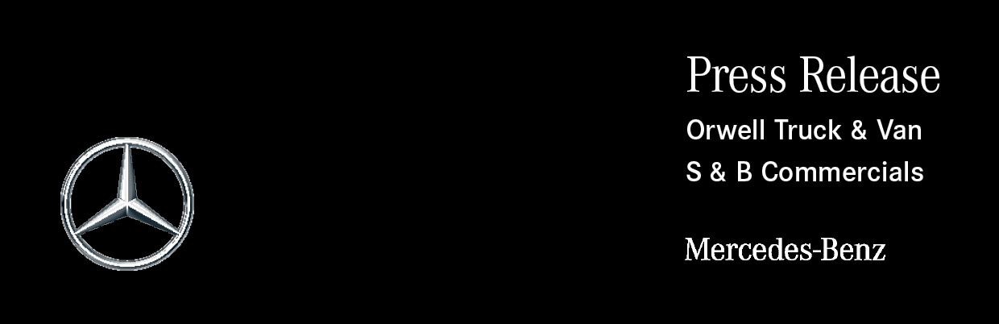 Press Release
Orwell Truck & Van
S & B Commercials
Mercedes-Benz